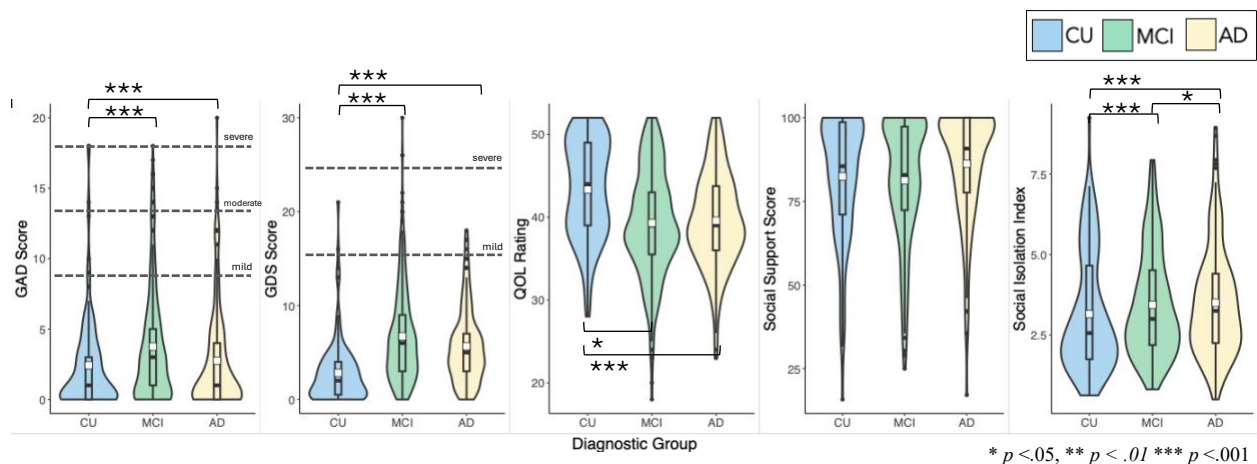 CU MCI AD
*** *** *** *** * *** *** *** *
GAD Score
20
15
10
5
0
severe
moderate
mild
CU MCI AD
GDS Score
30
20
10
0
severe
mild
CU MCI AD
QOL Rating
50
40
30
20
CU MCI AD
Social Support Score
100
75
50
25
CU MCI AD
Social Isolation Index
7.5
5.0
2.5
CU MCI AD
Diagnostic Group
* p <.05, ** p < .01 *** p <.001